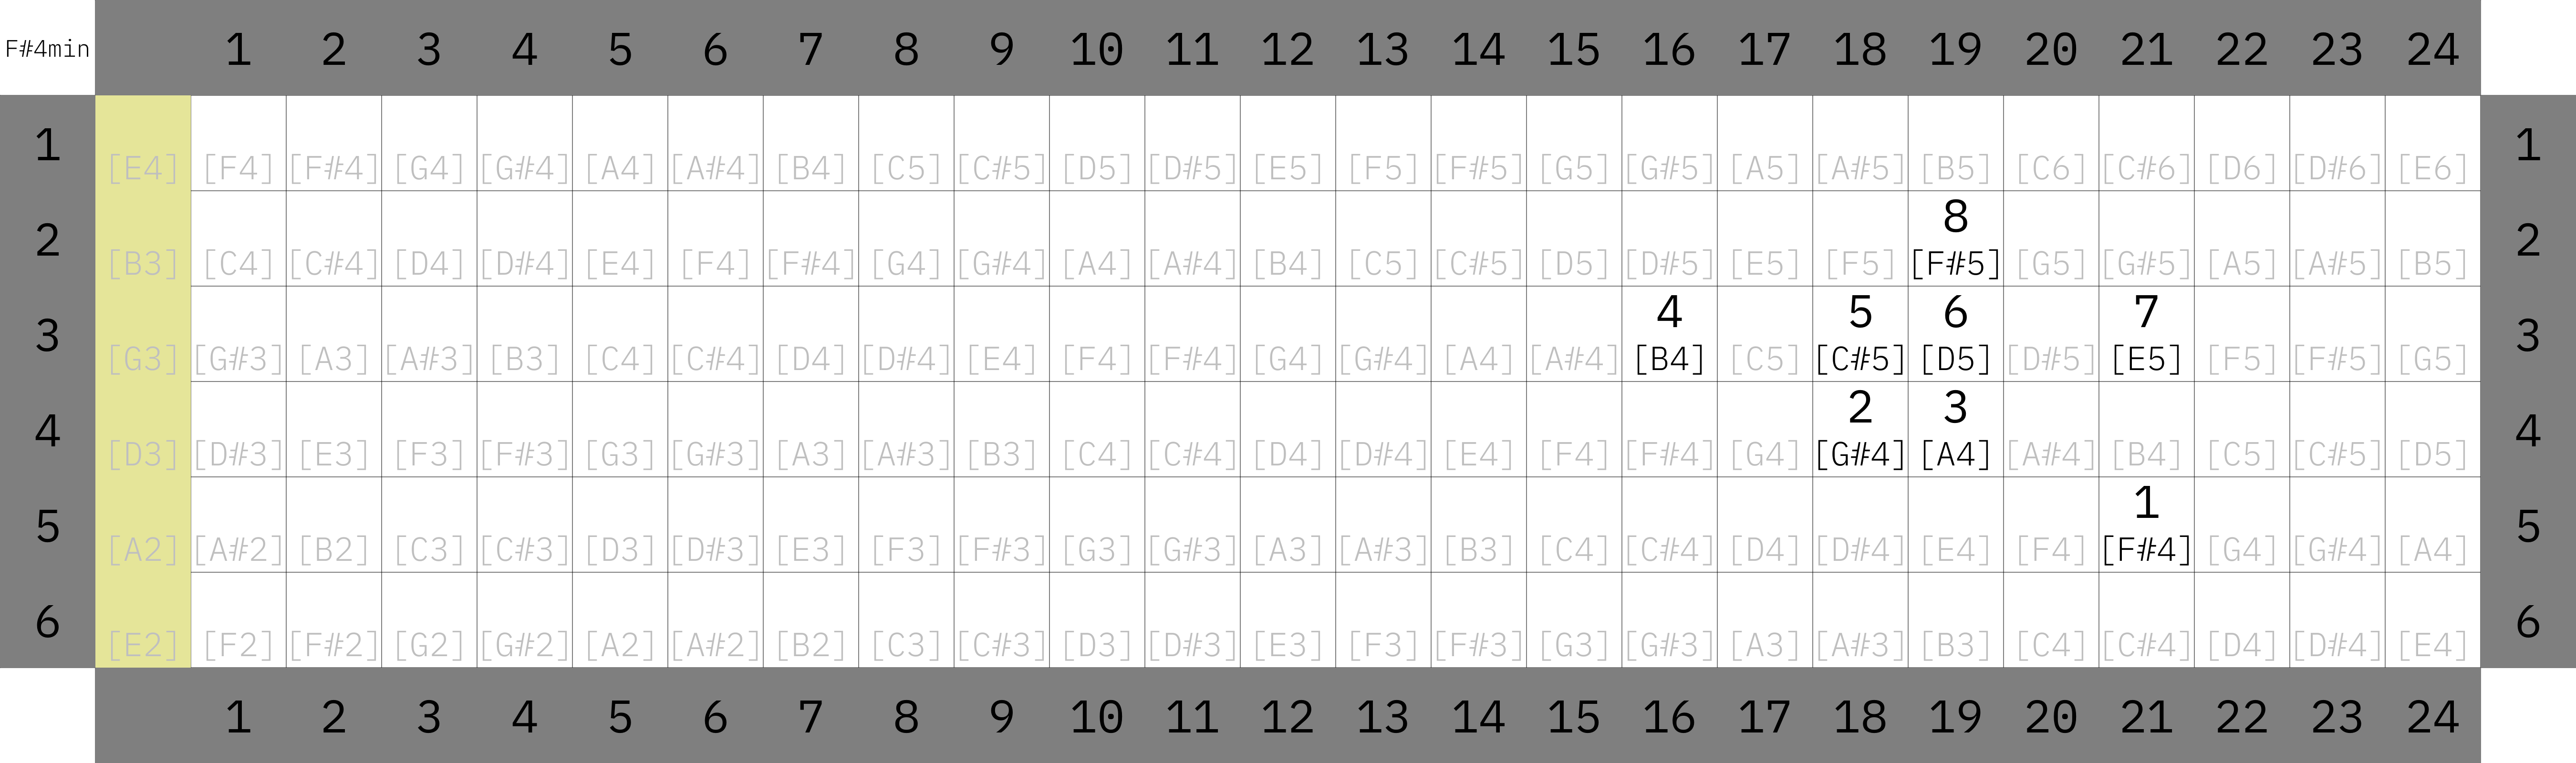 F#4min 1 2 3 4 5 6 7 8 9 10 11 12 13 14 15 16 17 18 19 20 21 22 23 24
1 [E4] [F4] [F#4] [G4] [G#4] [A4] [A#4] [B4] [C5] [C#5] [D5] [D#5] [E5] [F5] [F#5] [G5] [G#5] [A5] [A#5] [B5] [C6] [C#6] [D6] [D#6] [E6] 1
8
2 [B3] [C4] [C#4] [D4] [D#4] [E4] [F4] [F#4] [G4] [G#4] [A4] [A#4] [B4] [C5] [C#5] [D5] [D#5] [E5] [F5] [F#5] [G5] [G#5] [A5] [A#5] [B5] 2
4 5 6 7
3 [G3] [G#3] [A3] [A#3] [B3] [C4] [C#4] [D4] [D#4] [E4] [F4] [F#4] [G4] [G#4] [A4] [A#4] [B4] [C5] [C#5] [D5] [D#5] [E5] [F5] [F#5] [G5] 3
2 3
4 [D3] [D#3] [E3] [F3] [F#3] [G3] [G#3] [A3] [A#3] [B3] [C4] [C#4] [D4] [D#4] [E4] [F4] [F#4] [G4] [G#4] [A4] [A#4] [B4] [C5] [C#5] [D5] 4
1
5 [A2] [A#2] [B2] [C3] [C#3] [D3] [D#3] [E3] [F3] [F#3] [G3] [G#3] [A3] [A#3] [B3] [C4] [C#4] [D4] [D#4] [E4] [F4] [F#4] [G4] [G#4] [A4] 5
6 [E2] [F2] [F#2] [G2] [G#2] [A2] [A#2] [B2] [C3] [C#3] [D3] [D#3] [E3] [F3] [F#3] [G3] [G#3] [A3] [A#3] [B3] [C4] [C#4] [D4] [D#4] [E4] 6
1 2 3 4 5 6 7 8 9 10 11 12 13 14 15 16 17 18 19 20 21 22 23 24